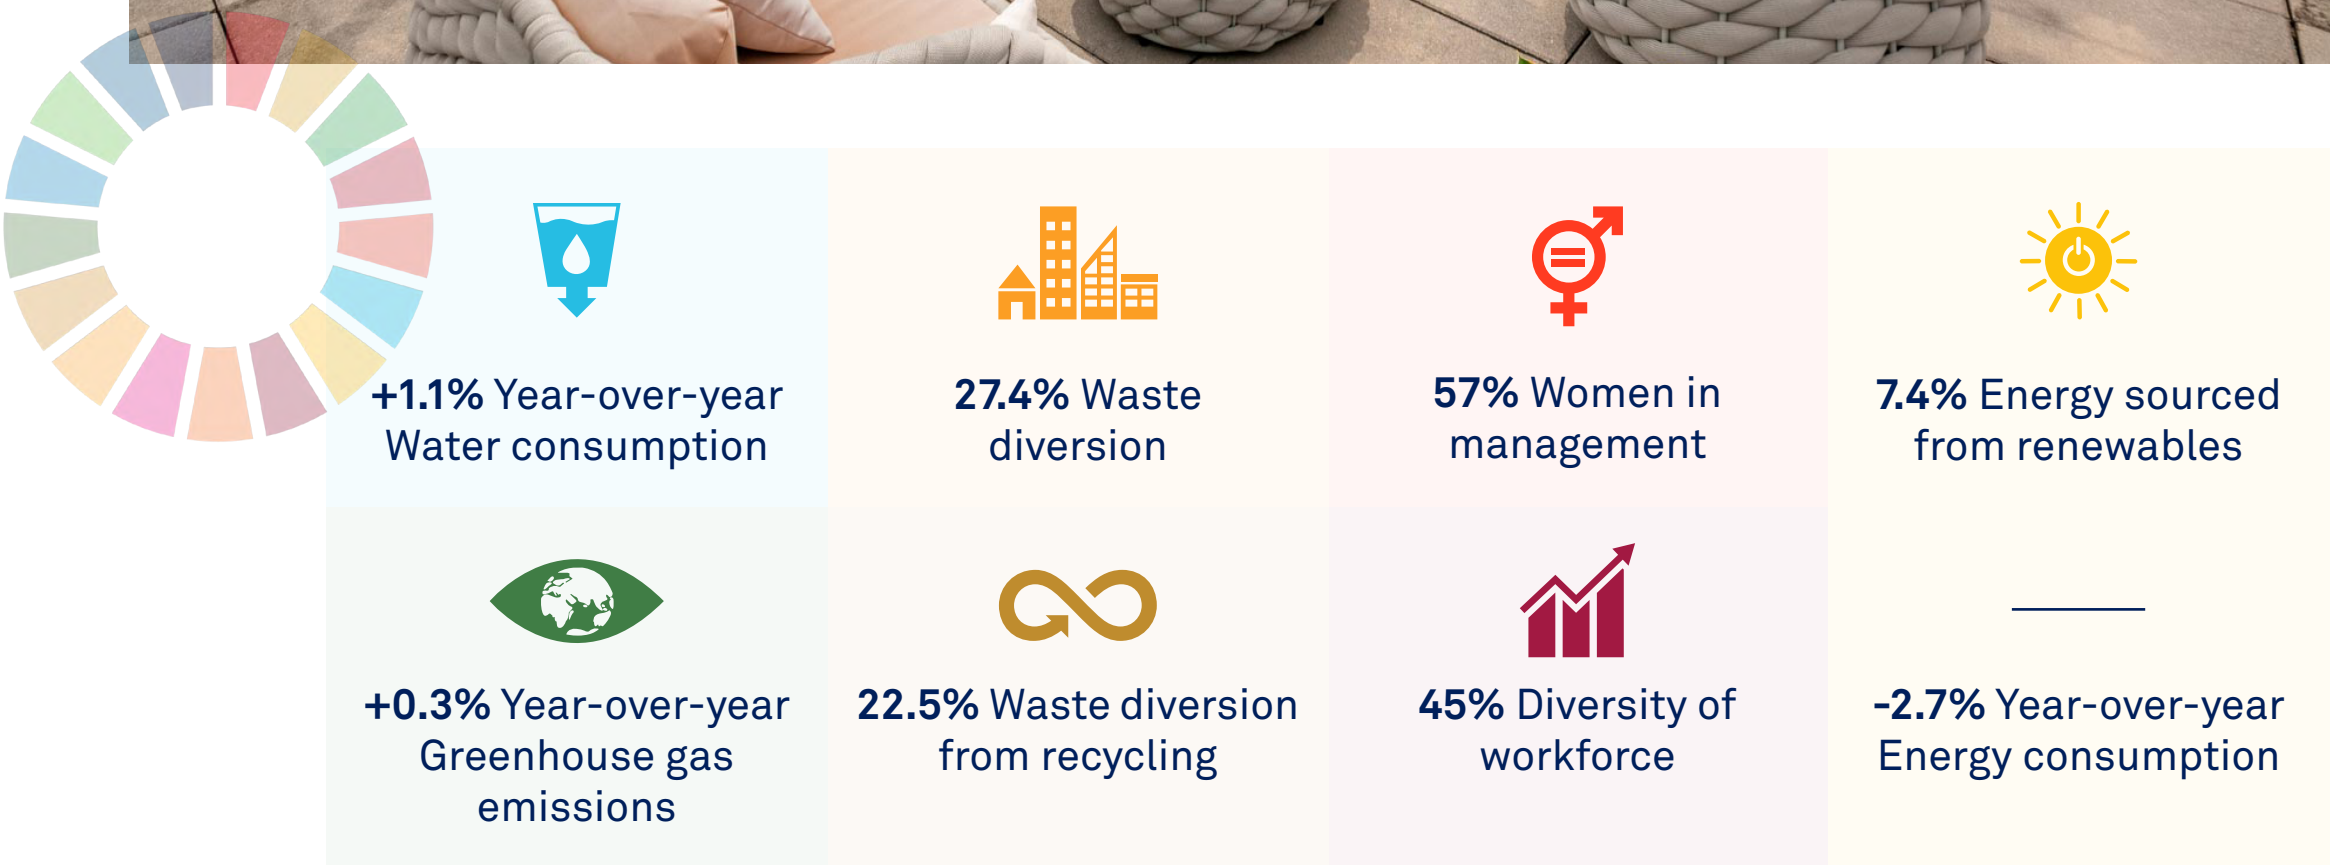 +1.1% Year-over-year
Water consumption
27.4% Waste
diversion
57% Women in
management
7.4% Energy sourced
from renewables
+0.3% Year-over-year
Greenhouse gas
emissions
22.5% Waste diversion
from recycling
45% Diversity of
workforce
-2.7% Year-over-year
Energy consumption